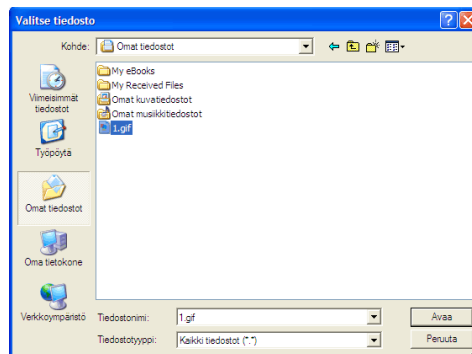 Valitse tiedosto
Kohde:
Omat tiedostot
Viimeisimmät
tiedostot
Työpöytä
Omat tiedostot
Oma tietokone
Verkkoympäristö
My eBooks
My Received Files
Omat kuvatiedostot
Omat musiikkitiedostot
1.gif
Tiedostonimi:
1.gif
Avaa
Tiedostotyyppi:
Kaikki tiedostot (*.*)
Peruuta